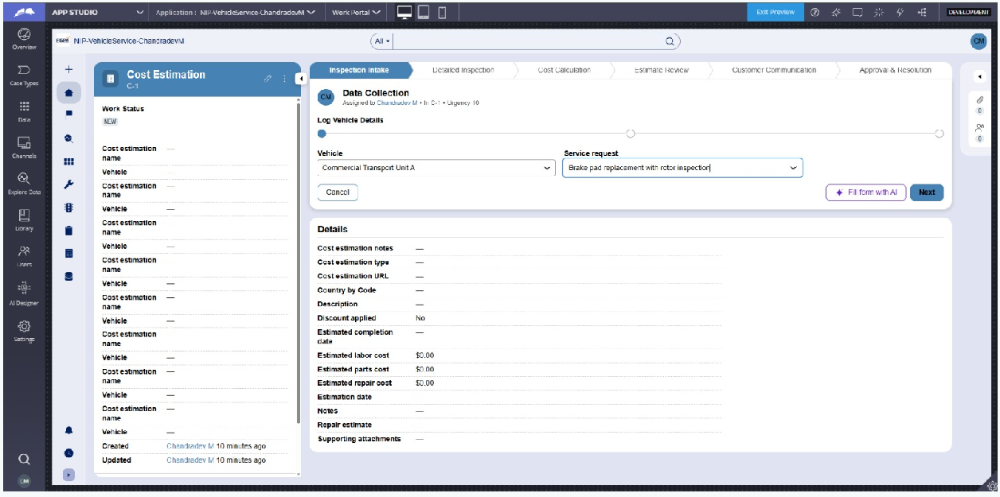 APP STUDIO
Application : NIP-VehicleService-ChandradevM
Work Portal
Exit Preview
DEVELOPMENT
Overview
Case Types
Data
Channels
Explore Data
Library
Users
AI Designer
Settings
CM
NIP-VehicleService-ChandradevM
All
CM
Cost Estimation
C-1
Work Status
NEW
Cost estimation name —
Vehicle —
Cost estimation name —
Vehicle —
Cost estimation name —
Vehicle —
Cost estimation name —
Vehicle —
Cost estimation name —
Vehicle —
Cost estimation name —
Vehicle —
Cost estimation name —
Vehicle —
Cost estimation name —
Vehicle —
Created Chandradev M 10 minutes ago
Updated Chandradev M 10 minutes ago
Inspection Intake
Detailed Inspection
Cost Calculation
Estimate Review
Customer Communication
Approval & Resolution
CM
Data Collection
Assigned to Chandradev M • In C-1 • Urgency 10
Log Vehicle Details
Vehicle
Commercial Transport Unit A
Service request
Brake pad replacement with rotor inspection
Cancel
Fill form with AI
Next
Details
Cost estimation notes —
Cost estimation type —
Cost estimation URL —
Country by Code —
Description —
Discount applied No
Estimated completion date —
Estimated labor cost $0.00
Estimated parts cost $0.00
Estimated repair cost $0.00
Estimation date
Notes —
Repair estimate
Supporting attachments —
0
0